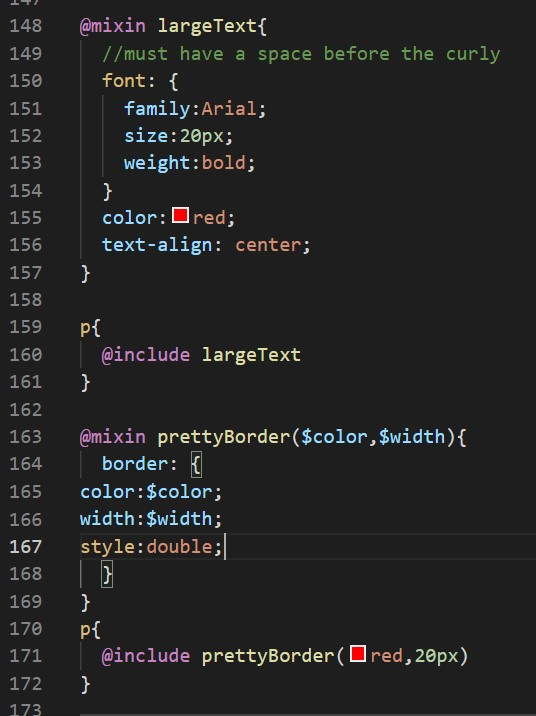 147
148 @mixin largeText{
149 //must have a space before the curly
150 font: {
151 family:Arial;
152 size:20px;
153 weight:bold;
154 }
155 color: red;
156 text-align: center;
157 }
158
159 p{
160 @include largeText
161 }
162
163 @mixin prettyBorder($color,$width){
164 border: {
165 color:$color;
166 width:$width;
167 style:double;
168 }
169 }
170 p{
171 @include prettyBorder( red,20px)
172 }
173